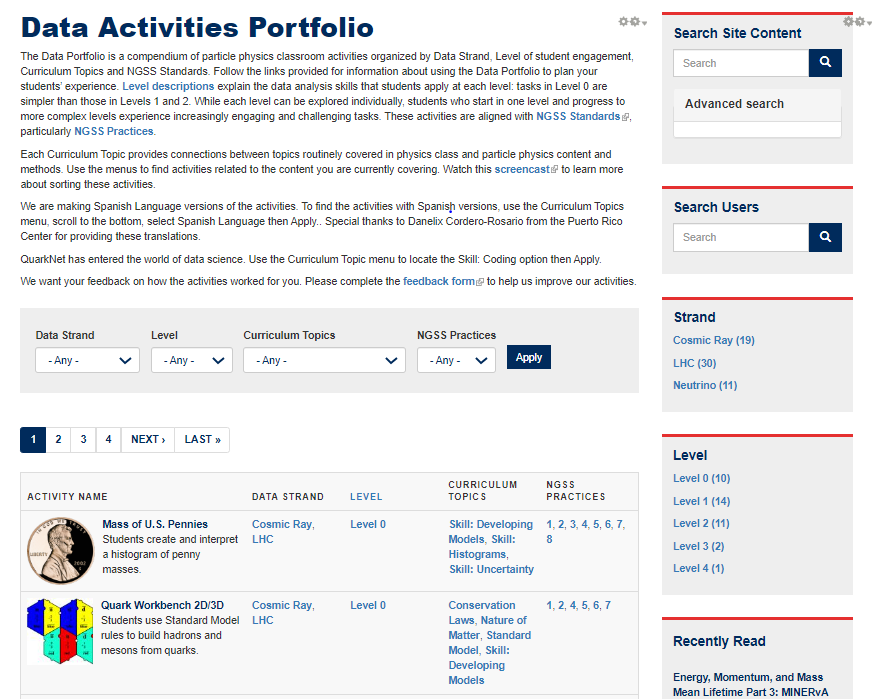 Data Activities Portfolio
The Data Portfolio is a compendium of particle physics classroom activities organized by Data Strand, Level of student engagement,
Curriculum Topics and NGSS Standards. Follow the links provided for information about using the Data Portfolio to plan your
students' experience. Level descriptions explain the data analysis skills that students apply at each level: tasks in Level 0 are
simpler than those in Levels 1 and 2. While each level can be explored individually, students who start in one level and progress to
more complex levels experience increasingly engaging and challenging tasks. These activities are aligned with NGSS Standards,
particularly NGSS Practices.
Each Curriculum Topic provides connections between topics routinely covered in physics class and particle physics content and
methods. Use the menus to find activities related to the content you are currently covering. Watch this screencast to learn more
about sorting these activities.
We are making Spanish Language versions of the activities. To find the activities with Spanish versions, use the Curriculum Topics
menu, scroll to the bottom, select Spanish Language then Apply.. Special thanks to Danelix Cordero-Rosario from the Puerto Rico
Center for providing these translations.
QuarkNet has entered the world of data science. Use the Curriculum Topic menu to locate the Skill: Coding option then Apply.
We want your feedback on how the activities worked for you. Please complete the feedback form to help us improve our activities.
Data Strand Level Curriculum Topics NGSS Practices
- Any - - Any - - Any - - Any - Apply
1 2 3 4 NEXT › LAST »
ACTIVITY NAME DATA STRAND LEVEL CURRICULUM TOPICS NGSS PRACTICES
Mass of U.S. Pennies
Students create and interpret
a histogram of penny
masses.
Cosmic Ray,
LHC
Level 0
Skill: Developing
Models, Skill:
Histograms,
Skill: Uncertainty
1, 2, 3, 4, 5, 6, 7,
8
LIBERTY
Quark Workbench 2D/3D
Students use Standard Model
rules to build hadrons and
mesons from quarks.
Cosmic Ray,
LHC
Level 0
Conservation
Laws, Nature of
Matter, Standard
Model, Skill:
Developing
Models
1, 2, 4, 5, 6, 7
Search Site Content
Search
Advanced search
Search Users
Search
Strand
Cosmic Ray (19)
LHC (30)
Neutrino (11)
Level
Level 0 (10)
Level 1 (14)
Level 2 (11)
Level 3 (2)
Level 4 (1)
Recently Read
Energy, Momentum, and Mass
Mean Lifetime Part 3: MINERvA